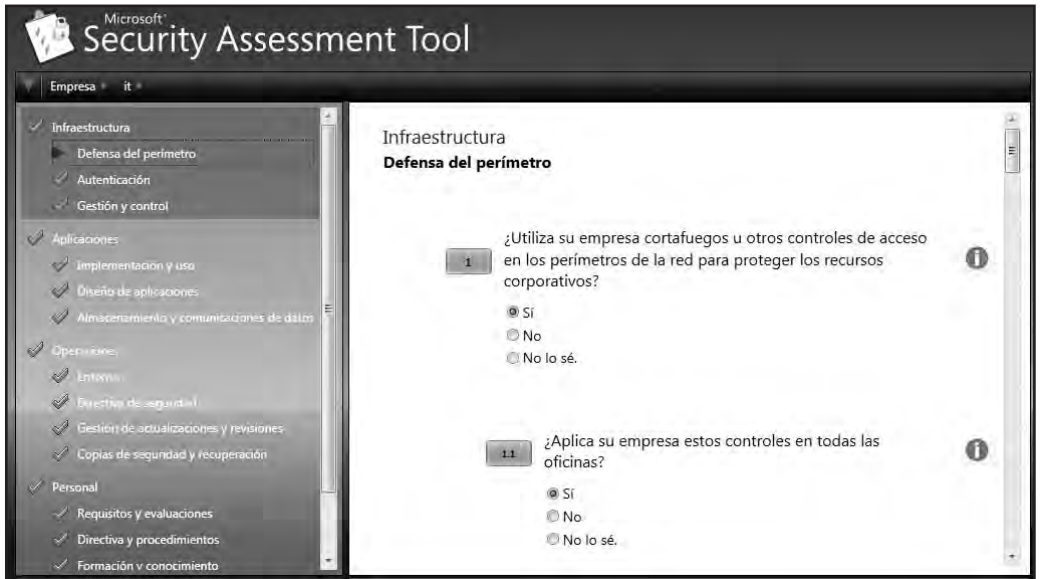 Microsoft®
Security Assessment Tool
Empresa it
Infraestructura
Defensa del perímetro
Autenticación
Gestión y control
Aplicaciones
Implementación y uso
Diseño de aplicaciones
Almacenamiento y comunicaciones de datos
Operaciones
Entorno
Directiva de seguridad
Gestión de actualizaciones y revisiones
Copias de seguridad y recuperación
Personal
Requisitos y evaluaciones
Directiva y procedimientos
Formación y conocimiento
Infraestructura
Defensa del perímetro
1
¿Utiliza su empresa cortafuegos u otros controles de acceso
en los perímetros de la red para proteger los recursos
corporativos?
Sí
No
No lo sé.
1.1
¿Aplica su empresa estos controles en todas las
oficinas?
Sí
No
No lo sé.